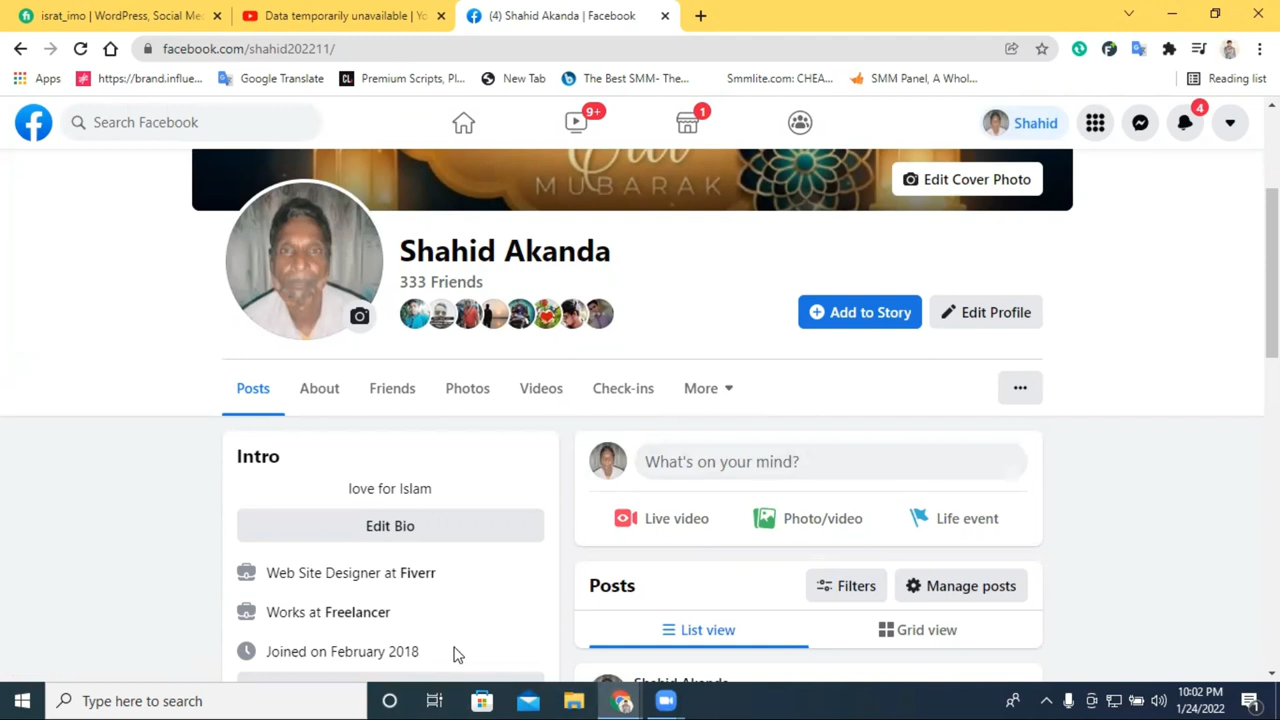 israt_imo | WordPress, Social Me
Data temporarily unavailable | Yo
(4) Shahid Akanda | Facebook
facebook.com/shahid202211/
Apps
https://brand.influe...
Google Translate
CL
Premium Scripts, Pl...
New Tab
The Best SMM- The...
Smmlite.com: CHEA...
SMM Panel, A Whol...
Reading list
Search Facebook
9+
1
Shahid
4
Eid
MUBARAK
Edit Cover Photo
Shahid Akanda
333 Friends
Add to Story
Edit Profile
Posts
About
Friends
Photos
Videos
Check-ins
More
Intro
love for Islam
Edit Bio
Web Site Designer at Fiverr
Works at Freelancer
Joined on February 2018
What's on your mind?
Live video
Photo/video
Life event
Posts
Filters
Manage posts
List view
Grid view
Shahid Akanda
Type here to search
10:02 PM
1/24/2022
1